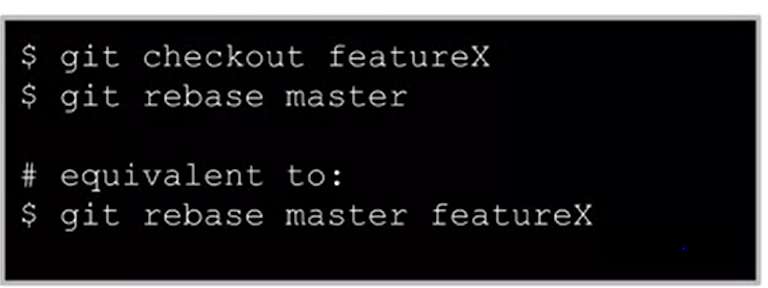 $ git checkout featureX
$ git rebase master
# equivalent to:
$ git rebase master featureX